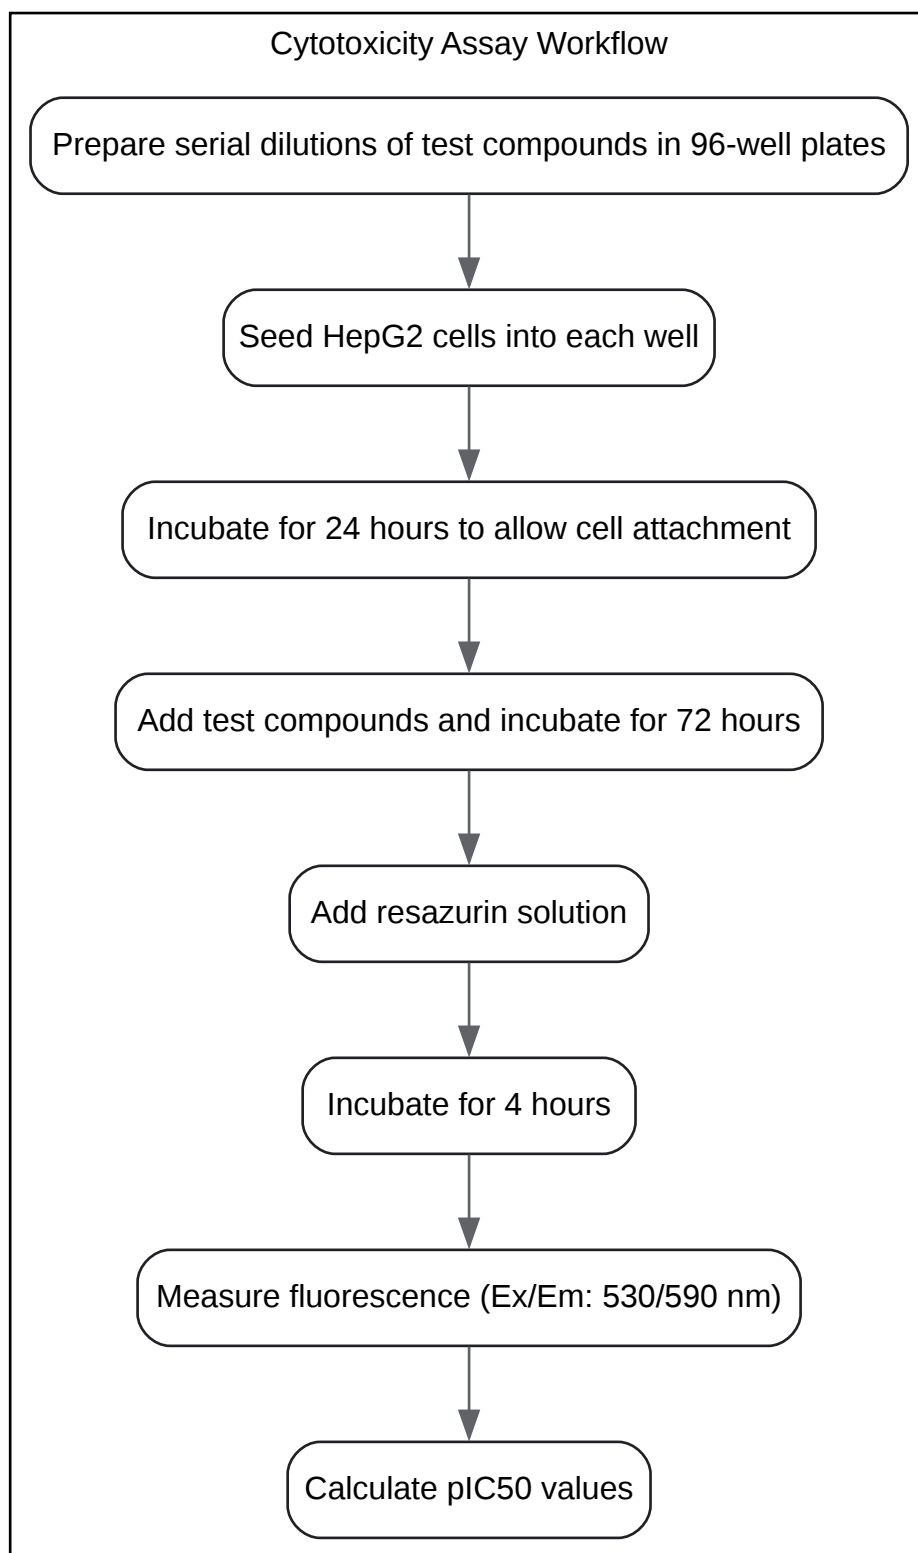 Cytotoxicity Assay Workflow
Prepare serial dilutions of test compounds in 96-well plates
Seed HepG2 cells into each well
Incubate for 24 hours to allow cell attachment
Add test compounds and incubate for 72 hours
Add resazurin solution
Incubate for 4 hours
Measure fluorescence (Ex/Em: 530/590 nm)
Calculate pIC50 values